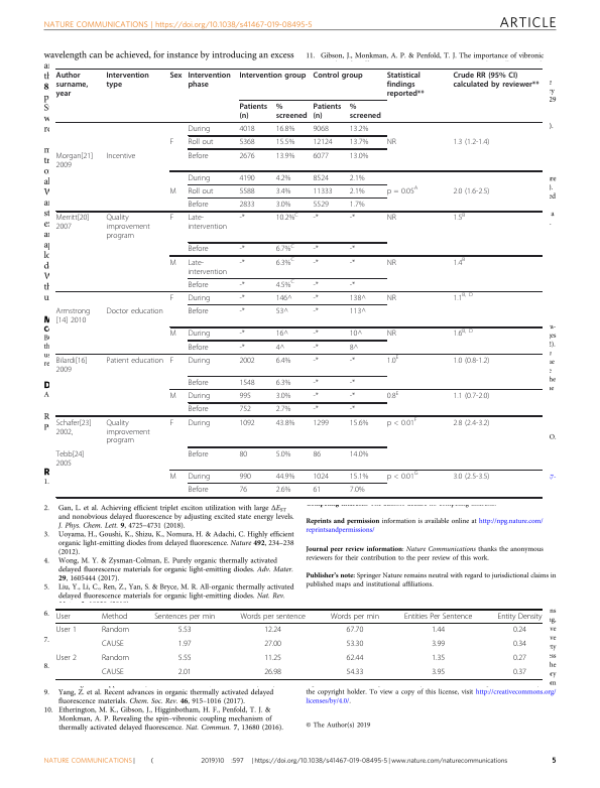 NATURE COMMUNICATIONS | https://doi.org/10.1038/s41467-019-08495-5
ARTICLE
wavelength can be achieved, for instance by introducing an excess
11. Gibson, J., Monkman, A. P. & Penfold, T. J. The importance of vibronic
Author surname, year Intervention type Sex Intervention phase Intervention group Control group Statistical findings reported** Crude RR (95% CI) calculated by reviewer**
Patients (n) % screened Patients (n) % screened
During 4018 16.8% 9068 13.2%
F Roll out 5368 15.5% 12124 13.7% NR 1.3 (1.2-1.4)
Morgan[21] 2009 Incentive Before 2676 13.9% 6077 13.0%
During 4190 4.2% 8524 2.1%
M Roll out 5588 3.4% 11333 2.1% p = 0.05A 2.0 (1.6-2.5)
Before 2833 3.0% 5529 1.7%
Merritt[20] 2007 Quality improvement program F Late-intervention -* 10.2%C -* -* NR 1.5B
Before -* 6.7%C -* -*
M Late-intervention -* 6.3%C -* -* NR 1.4B
Before -* 4.5%C -* -*
F During -* 146^ -* 138^ NR 1.1B, D
Armstrong [14] 2010 Doctor education Before -* 53^ 113^
M During -* 16^ -* 10^ NR 1.6B, D
Before -* 4^ 8^
Bilardi[16] 2009 Patient education F During 2002 6.4% -* -* 1.0E 1.0 (0.8-1.2)
Before 1548 6.3% -* -*
M During 995 3.0% -* -* 0.8E 1.1 (0.7-2.0)
Before 752 2.7% -* -*
Schafer[23] 2002, Quality improvement program F During 1092 43.8% 1299 15.6% p < 0.01F 2.8 (2.4-3.2)
Tebb[24] 2005 Before 80 5.0% 86 14.0%
M During 990 44.9% 1024 15.1% p < 0.01G 3.0 (2.5-3.5)
Before 76 2.6% 61 7.0%
2. Gan, L. et al. Achieving efficient triplet exciton utilization with large ΔEST
and nonobvious delayed fluorescence by adjusting excited state energy levels.
J. Phys. Chem. Lett. 9, 4725–4731 (2018).
3. Uoyama, H., Goushi, K., Shizu, K., Nomura, H. & Adachi, C. Highly efficient
organic light-emitting diodes from delayed fluorescence. Nature 492, 234–238
(2012).
4. Wong, M. Y. & Zysman-Colman, E. Purely organic thermally activated
delayed fluorescence materials for organic light-emitting diodes. Adv. Mater.
29, 1605444 (2017).
5. Liu, Y., Li, C., Ren, Z., Yan, S. & Bryce, M. R. All-organic thermally activated
delayed fluorescence materials for organic light-emitting diodes. Nat. Rev.
Reprints and permission information is available online at http://npg.nature.com/
reprintsandpermissions/
Journal peer review information: Nature Communications thanks the anonymous
reviewers for their contribution to the peer review of this work.
Publisher's note: Springer Nature remains neutral with regard to jurisdictional claims in
published maps and institutional affiliations.
6.
User Method Sentences per min Words per sentence Words per min Entities Per Sentence Entity Density
User 1 Random 5.53 12.24 67.70 1.44 0.24
7.
CAUSE 1.97 27.00 53.30 3.99 0.34
User 2 Random 5.55 11.25 62.44 1.35 0.27
8.
CAUSE 2.01 26.98 54.33 3.95 0.37
9. Yang, Z. et al. Recent advances in organic thermally activated delayed
fluorescence materials. Chem. Soc. Rev. 46, 915–1016 (2017).
10. Etherington, M. K., Gibson, J., Higginbotham, H. F., Penfold, T. J. &
Monkman, A. P. Revealing the spin–vibronic coupling mechanism of
thermally activated delayed fluorescence. Nat. Commun. 7, 13680 (2016).
the copyright holder. To view a copy of this license, visit http://creativecommons.org/
licenses/by/4.0/.
© The Author(s) 2019
NATURE COMMUNICATIONS | ( 2019)10 :597 | https://doi.org/10.1038/s41467-019-08495-5 | www.nature.com/naturecommunications 5